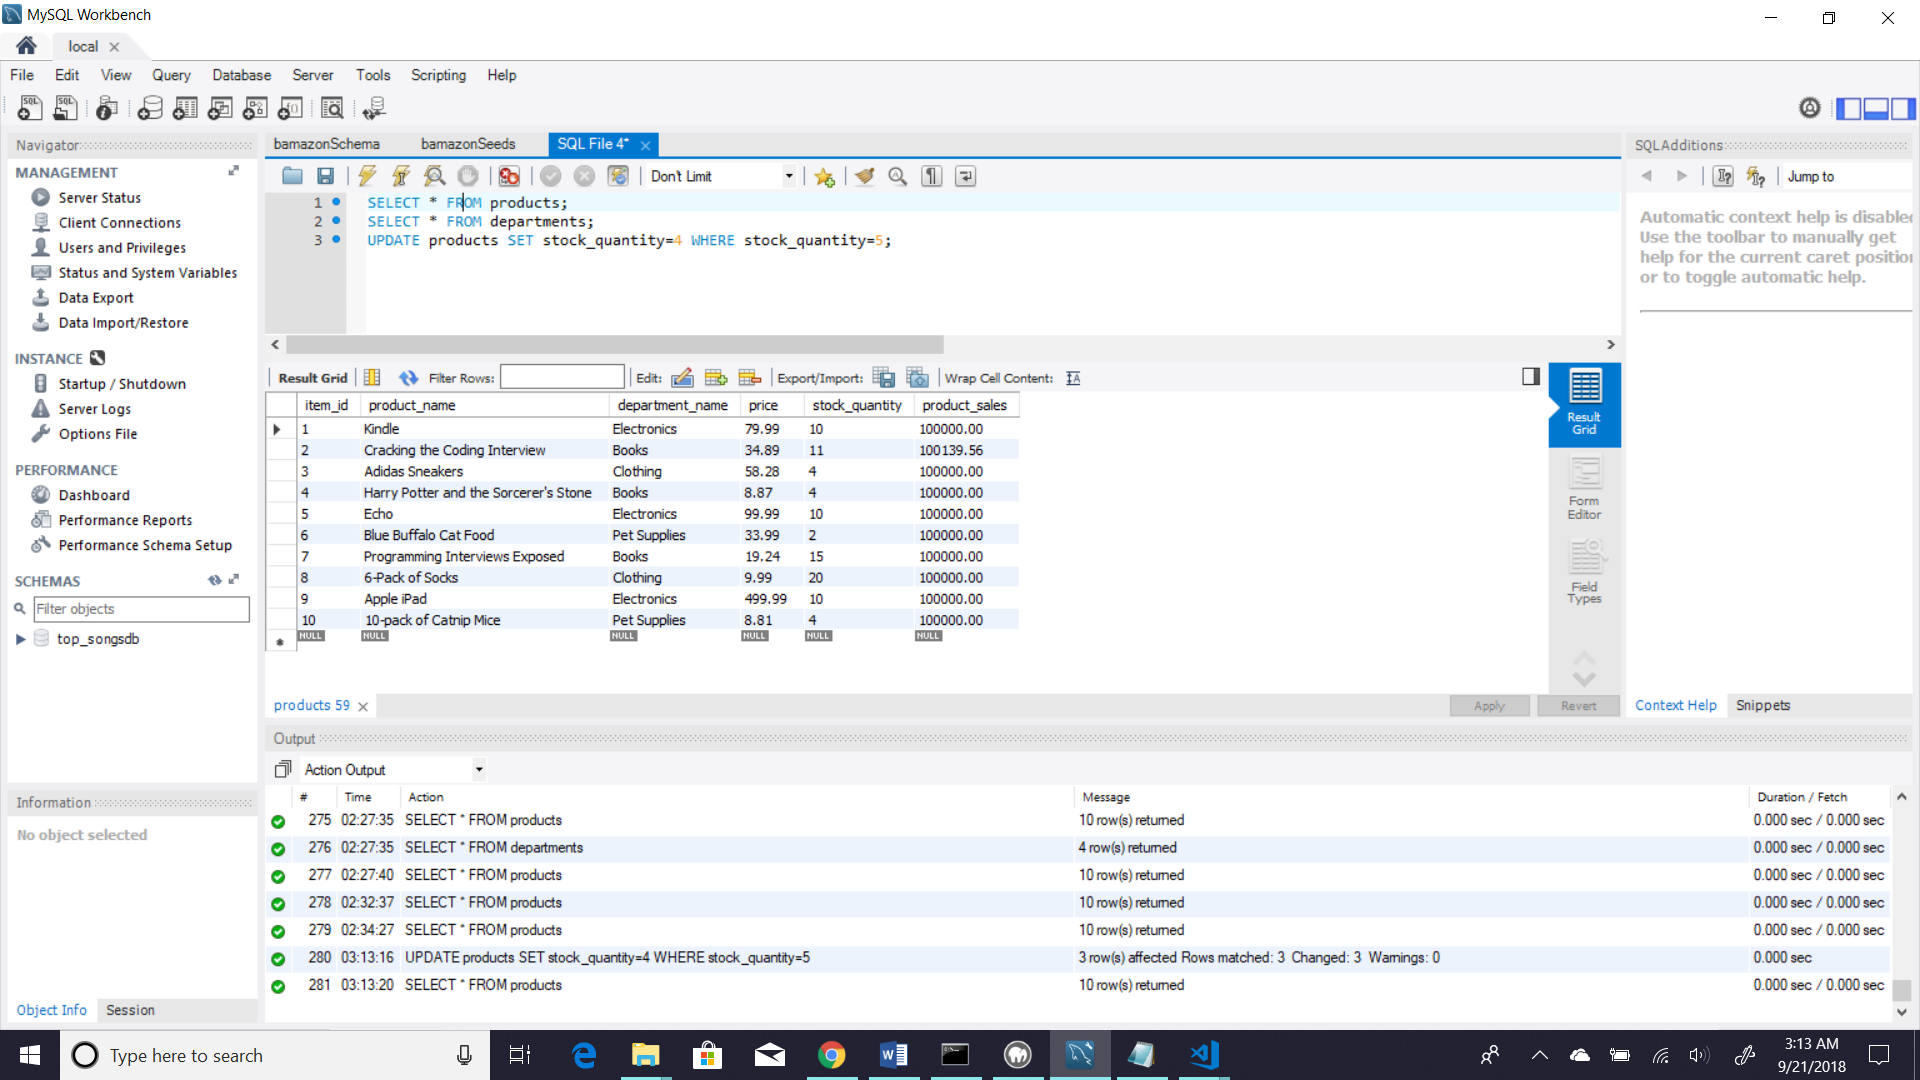 MySQL Workbench
local
File Edit View Query Database Server Tools Scripting Help
Navigator
MANAGEMENT
Server Status
Client Connections
Users and Privileges
Status and System Variables
Data Export
Data Import/Restore
INSTANCE
Startup / Shutdown
Server Logs
Options File
PERFORMANCE
Dashboard
Performance Reports
Performance Schema Setup
SCHEMAS
Filter objects
top_songsdb
Information
No object selected
Object Info Session
bamazonSchema bamazonSeeds SQL File 4*
Don't Limit
1 SELECT * FROM products;
2 SELECT * FROM departments;
3 UPDATE products SET stock_quantity=4 WHERE stock_quantity=5;
Result Grid Filter Rows: Edit: Export/Import: Wrap Cell Content:
item_id product_name department_name price stock_quantity product_sales
1 Kindle Electronics 79.99 10 100000.00
2 Cracking the Coding Interview Books 34.89 11 100139.56
3 Adidas Sneakers Clothing 58.28 4 100000.00
4 Harry Potter and the Sorcerer's Stone Books 8.87 4 100000.00
5 Echo Electronics 99.99 10 100000.00
6 Blue Buffalo Cat Food Pet Supplies 33.99 2 100000.00
7 Programming Interviews Exposed Books 19.24 15 100000.00
8 6-Pack of Socks Clothing 9.99 20 100000.00
9 Apple iPad Electronics 499.99 10 100000.00
10 10-pack of Catnip Mice Pet Supplies 8.81 4 100000.00
NULL NULL NULL NULL NULL NULL
Result
Grid
Form
Editor
Field
Types
products 59
Apply Revert
SQLAdditions
Jump to
Automatic context help is disabled
Use the toolbar to manually get
help for the current caret position
or to toggle automatic help.
Context Help Snippets
Output
Action Output
# Time Action Message Duration / Fetch
275 02:27:35 SELECT * FROM products 10 row(s) returned 0.000 sec / 0.000 sec
276 02:27:35 SELECT * FROM departments 4 row(s) returned 0.000 sec / 0.000 sec
277 02:27:40 SELECT * FROM products 10 row(s) returned 0.000 sec / 0.000 sec
278 02:32:37 SELECT * FROM products 10 row(s) returned 0.000 sec / 0.000 sec
279 02:34:27 SELECT * FROM products 10 row(s) returned 0.000 sec / 0.000 sec
280 03:13:16 UPDATE products SET stock_quantity=4 WHERE stock_quantity=5 3 row(s) affected Rows matched: 3 Changed: 3 Warnings: 0 0.000 sec
281 03:13:20 SELECT * FROM products 10 row(s) returned 0.000 sec / 0.000 sec
Type here to search
3:13 AM
9/21/2018